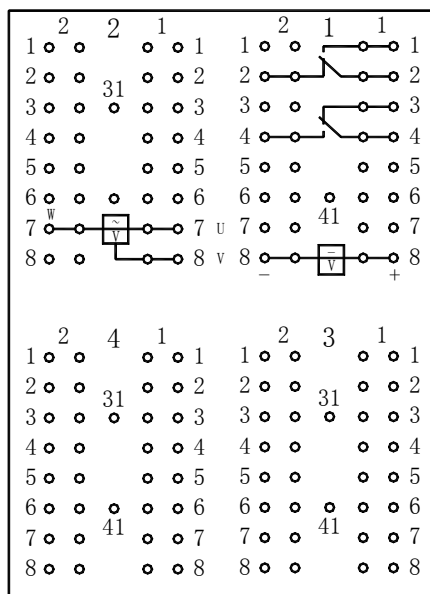 2 2 1 2 1 1
1 1 1 1
2 2 2 2
31
3 3 3 3
4 4 4 4
5 5 5 5
6 6 6 6
41
W
7 ~ 7 U 7 7
V
8 8 V 8 – 8
V
– +
2 4 1 2 3 1
1 1 1 1
2 2 2 2
31 31
3 3 3 3
4 4 4 4
5 5 5 5
6 6 6 6
41 41
7 7 7 7
8 8 8 8